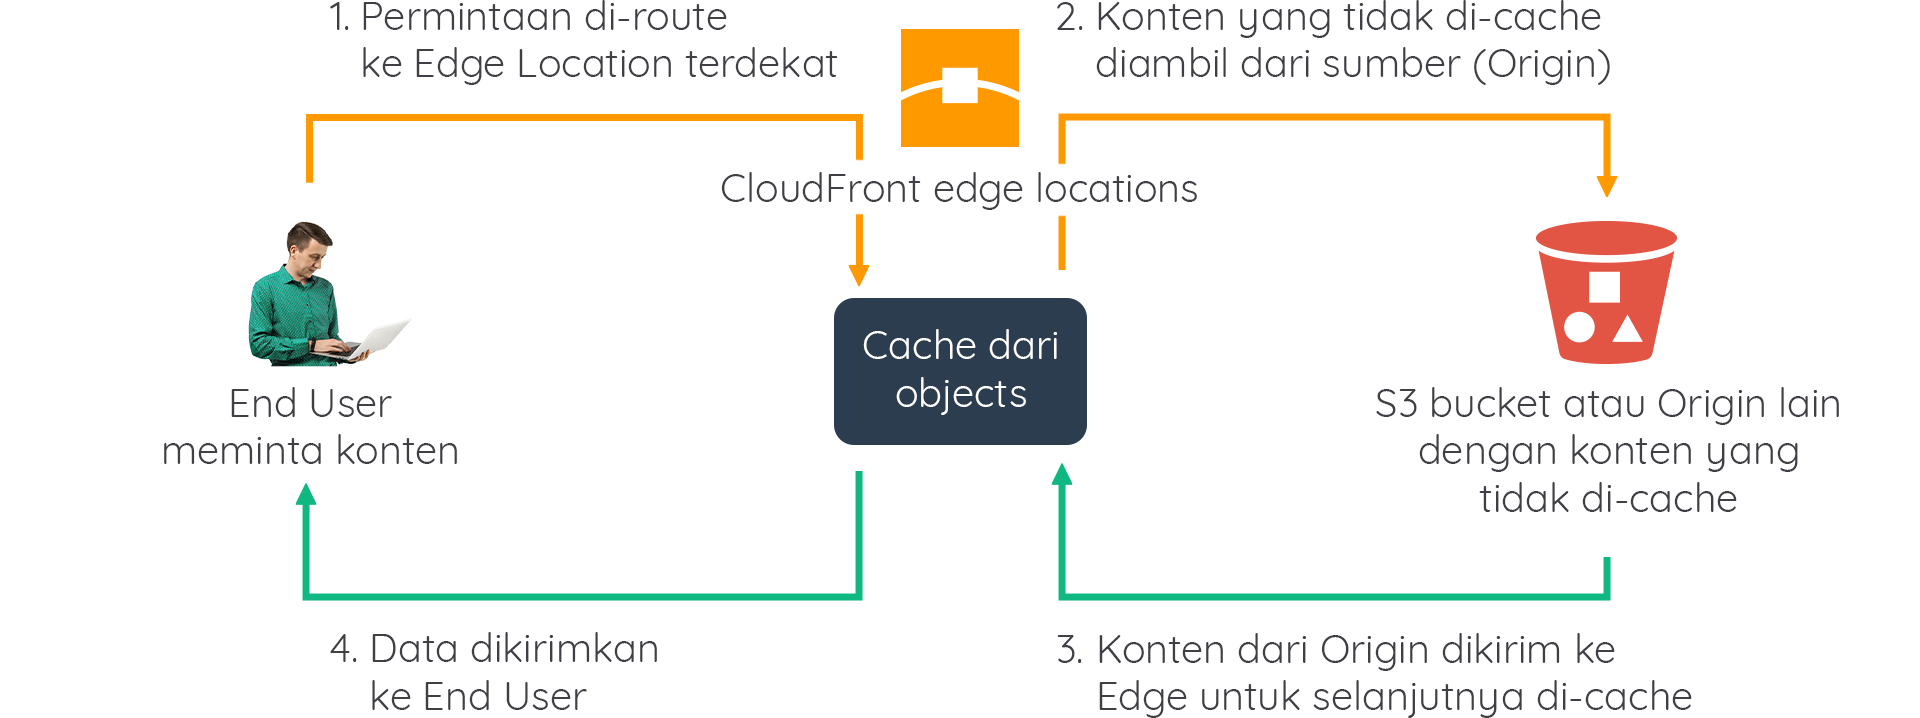 1. Permintaan di-route
ke Edge Location terdekat
2. Konten yang tidak di-cache
diambil dari sumber (Origin)
CloudFront edge locations
Cache dari
objects
End User
meminta konten
S3 bucket atau Origin lain
dengan konten yang
tidak di-cache
4. Data dikirimkan
ke End User
3. Konten dari Origin dikirim ke
Edge untuk selanjutnya di-cache